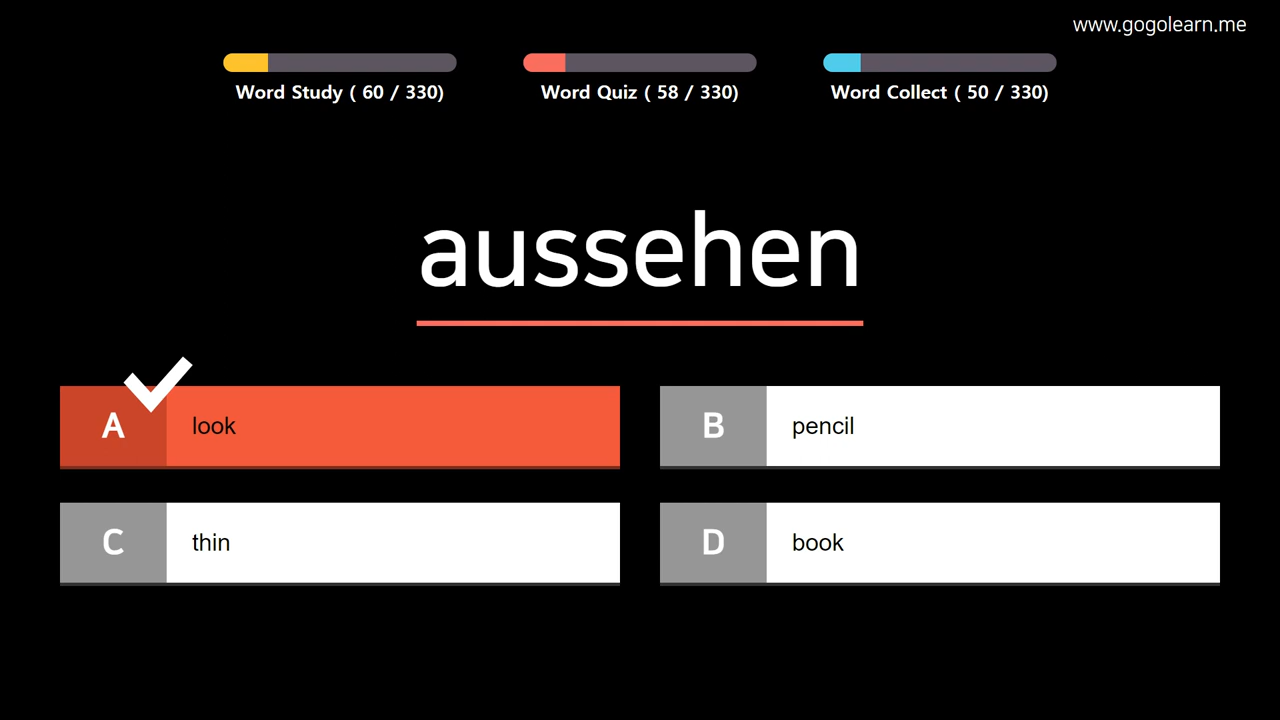 www.gogolearn.me
Word Study ( 60 / 330)
Word Quiz ( 58 / 330)
Word Collect ( 50 / 330)
aussehen
A look
B pencil
C thin
D book